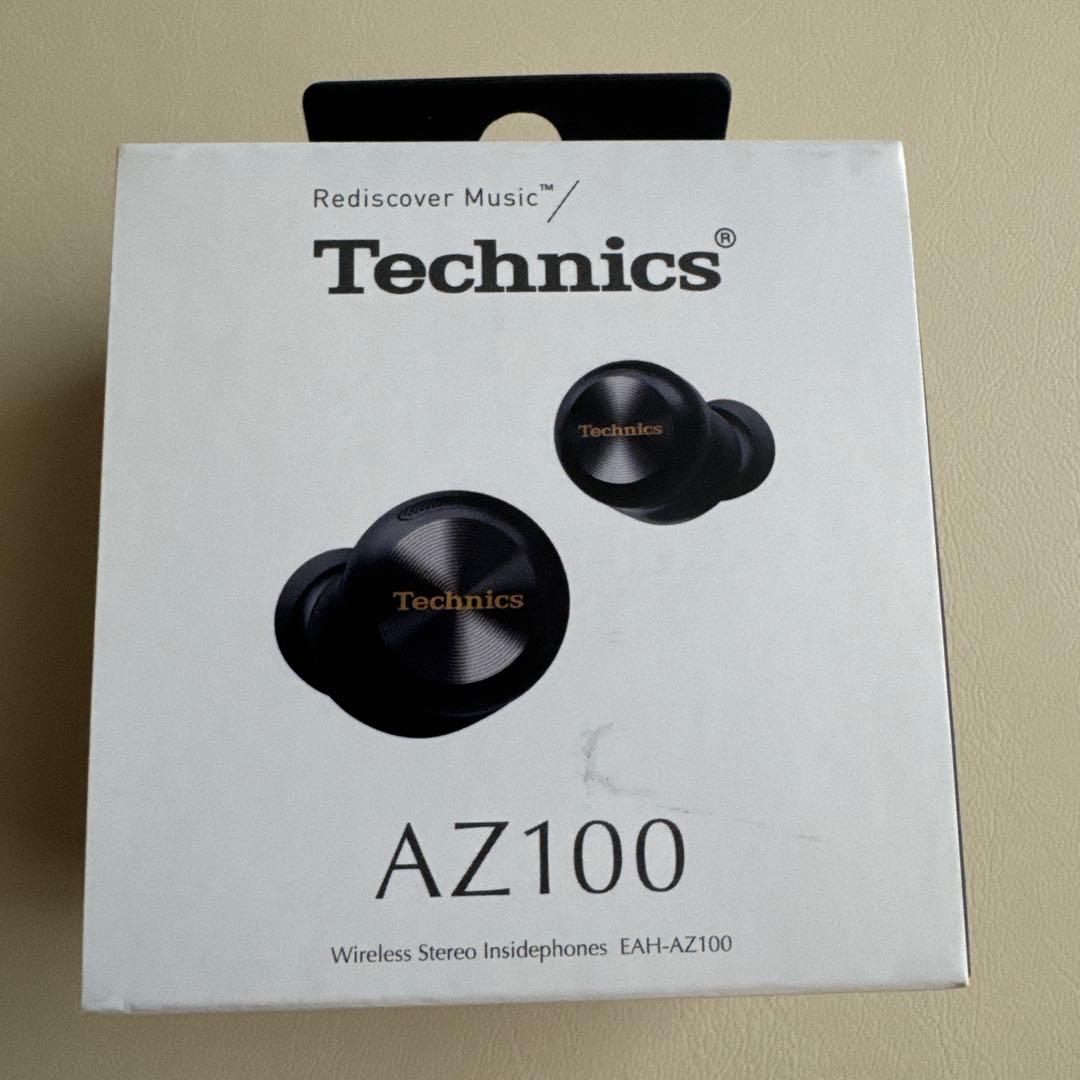 Rediscover Music™/
Technics®
Technics
Technics
AZ100
Wireless Stereo Insidephones EAH-AZ100